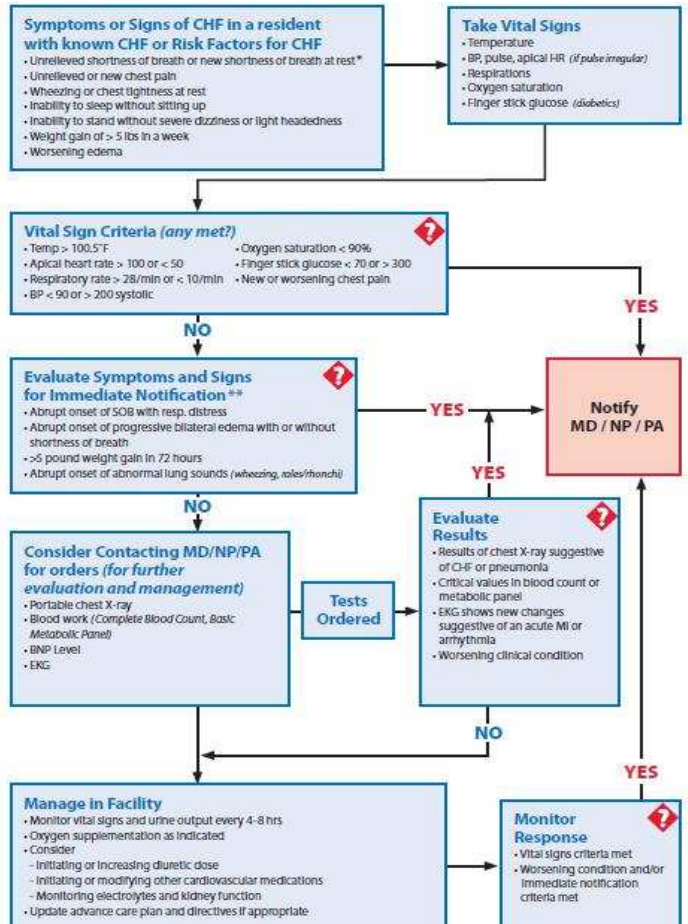 Symptoms or Signs of CHF in a resident
with known CHF or Risk Factors for CHF
• Unrelieved shortness of breath or new shortness of breath at rest*
• Unrelieved or new chest pain
• Wheezing or chest tightness at rest
• Inability to sleep without sitting up
• Inability to stand without severe dizziness or light headedness
• Weight gain of > 5 lbs in a week
• Worsening edema
Take Vital Signs
• Temperature
• BP, pulse, apical HR (if pulse irregular)
• Respirations
• Oxygen saturation
• Finger stick glucose (diabetics)
Vital Sign Criteria (any met?)
?
• Temp > 100.5°F
• Apical heart rate > 100 or < 50
• Respiratory rate > 28/min or < 10/min
• BP < 90 or > 200 systolic
• Oxygen saturation < 90%
• Finger stick glucose < 70 or > 300
• New or worsening chest pain
YES
NO
Evaluate Symptoms and Signs
for Immediate Notification**
?
• Abrupt onset of SOB with resp. distress
• Abrupt onset of progressive bilateral edema with or without
shortness of breath
• >5 pound weight gain in 72 hours
• Abrupt onset of abnormal lung sounds (wheezing, rales/rhonchi)
YES
Notify
MD / NP / PA
YES
NO
Consider Contacting MD/NP/PA
for orders (for further
evaluation and management)
• Portable chest X-ray
• Blood work (Complete Blood Count, Basic
Metabolic Panel)
• BNP Level
• EKG
Tests
Ordered
Evaluate
Results
?
• Results of chest X-ray suggestive
of CHF or pneumonia
• Critical values in blood count or
metabolic panel
• EKG shows new changes
suggestive of an acute MI or
arrhythmia
• Worsening clinical condition
NO
YES
Manage in Facility
• Monitor vital signs and urine output every 4-8 hrs
• Oxygen supplementation as indicated
• Consider
- Initiating or increasing diuretic dose
- Initiating or modifying other cardiovascular medications
- Monitoring electrolytes and kidney function
• Update advance care plan and directives if appropriate
Monitor
Response
?
• Vital signs criteria met
• Worsening condition and/or
immediate notification
criteria met